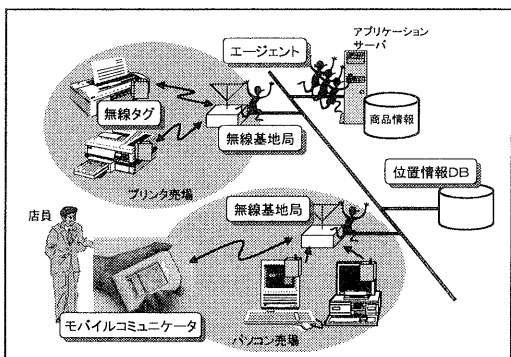 アプリケーション
サーバ
エージェント
無線タグ
無線基地局
商品情報
プリンタ売場
位置情報DB
無線基地局
店員
モバイルコミュニケータ
パソコン売場